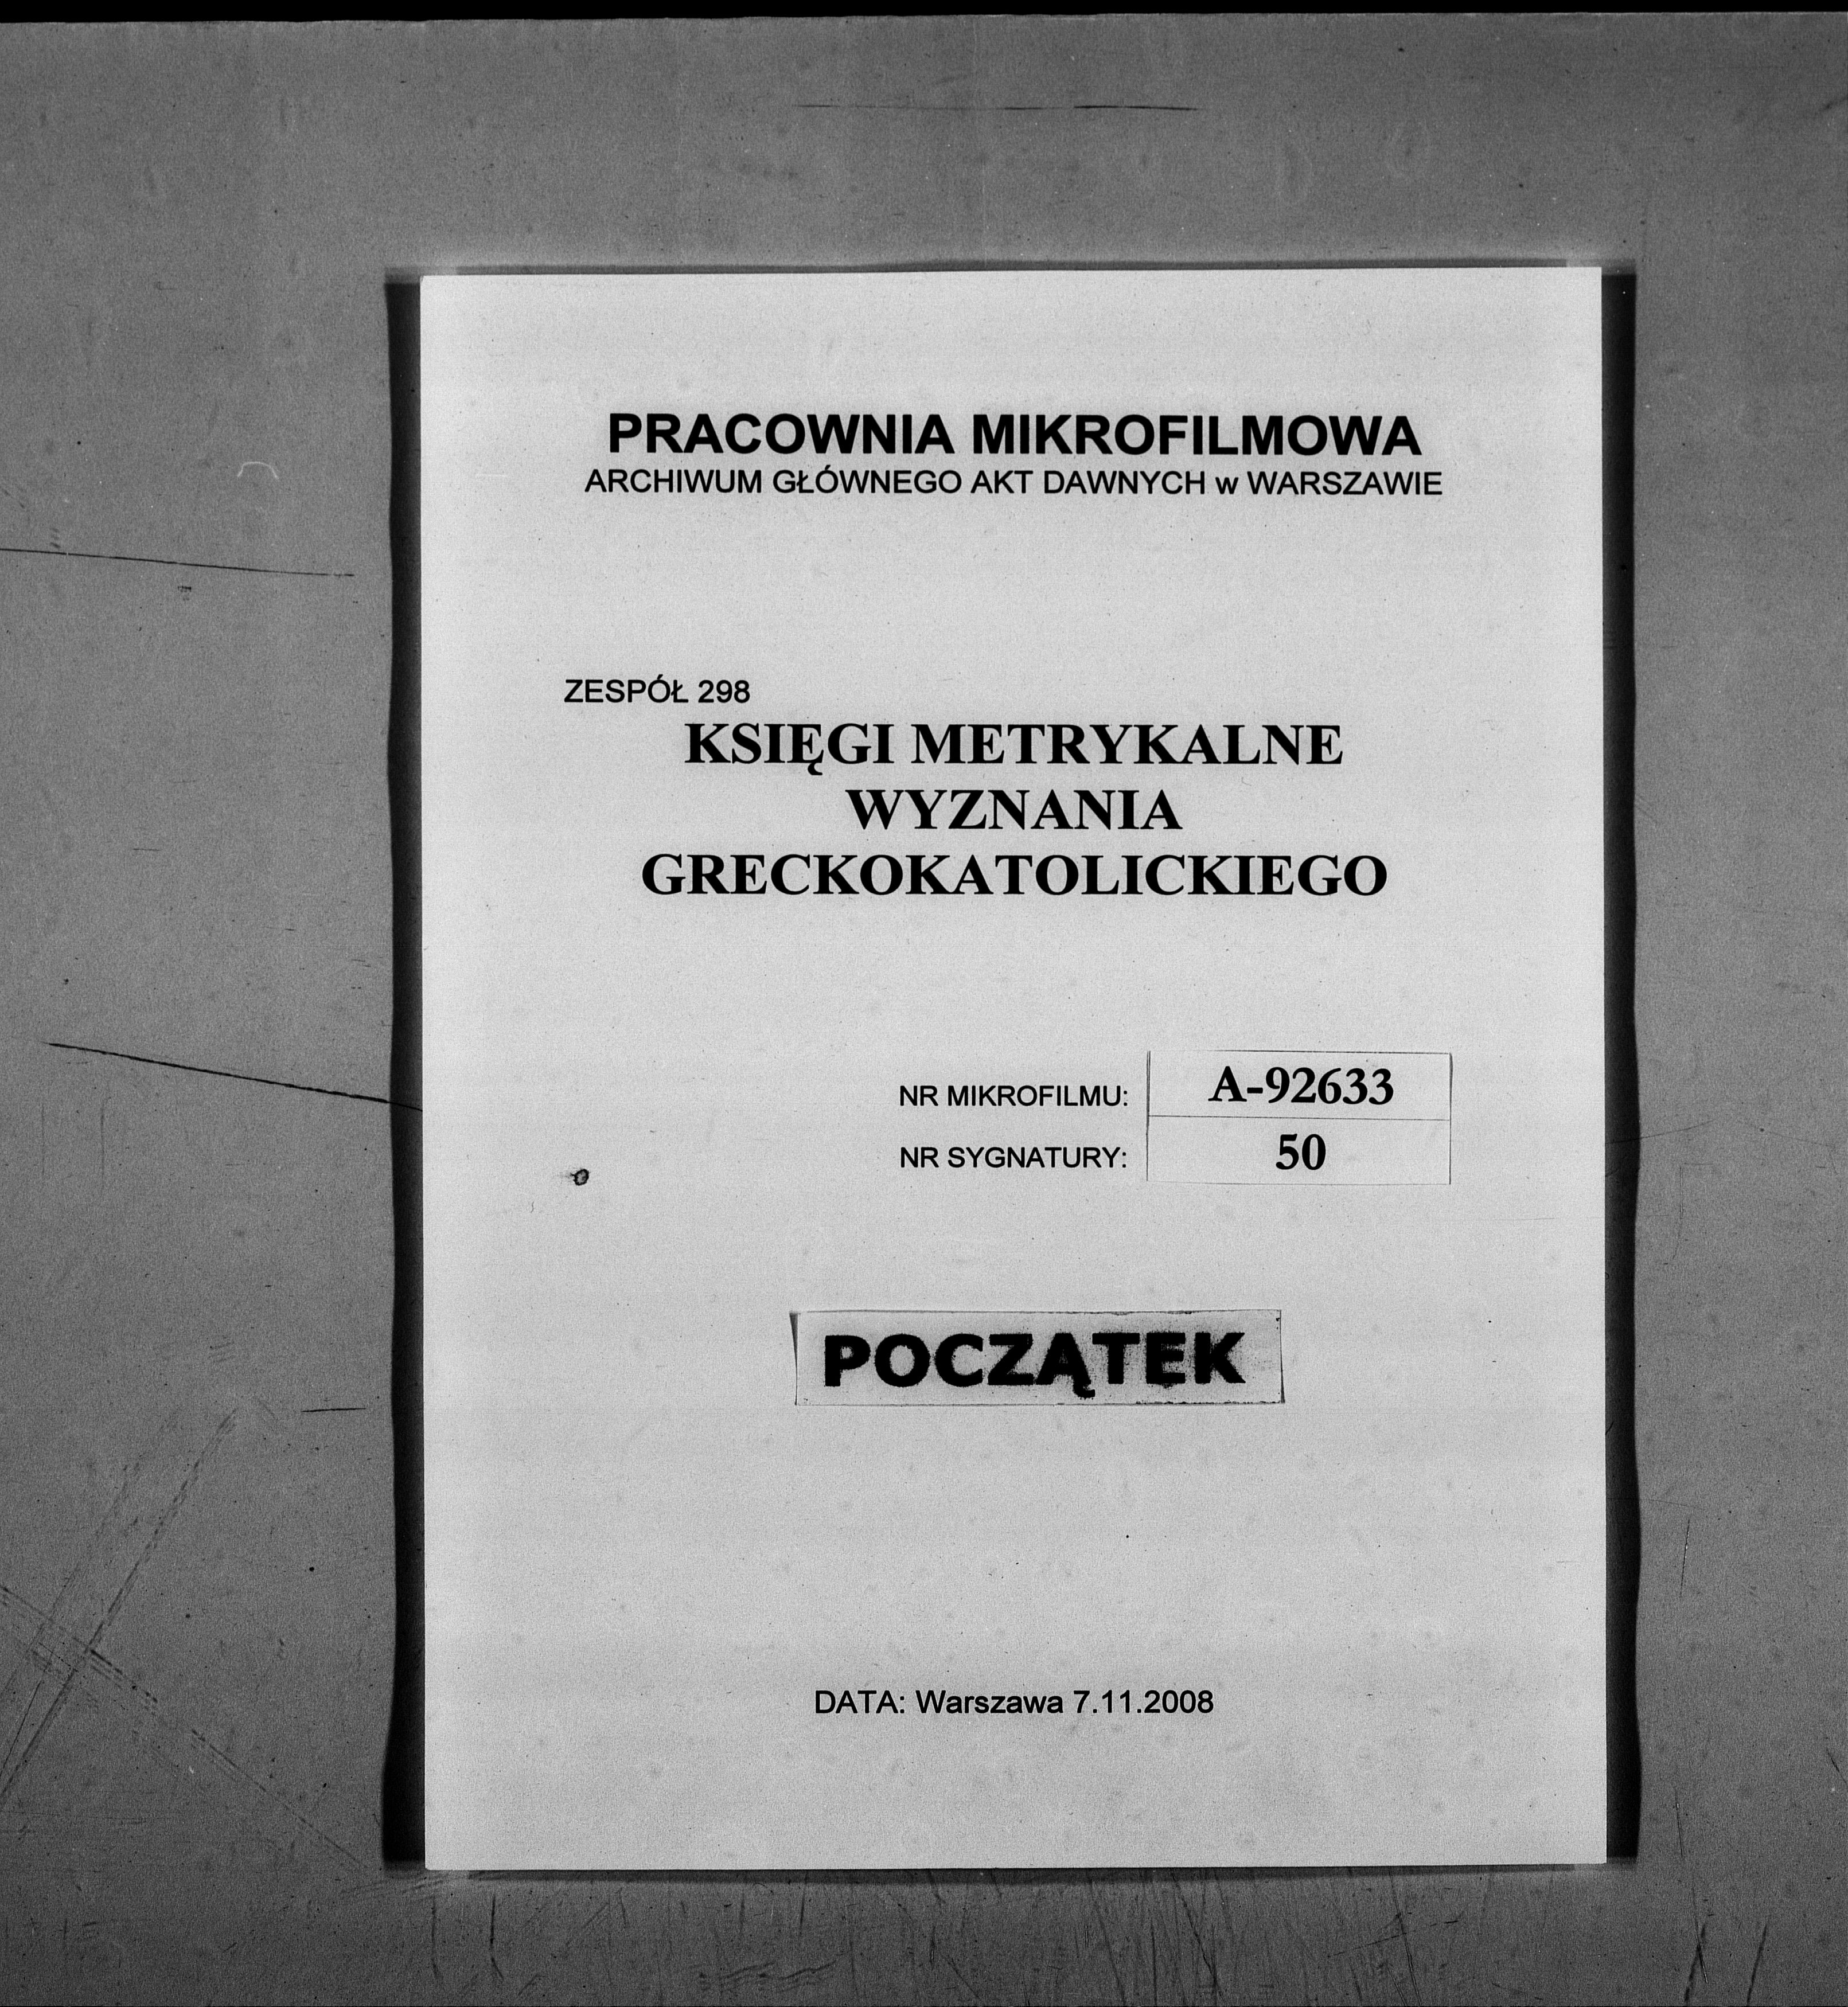 PRACOWNIA MIKROFILMOWA
ARCHIWUM GŁÓWNEGO AKT DAWNYCH w WARSZAWIE
ZESPÓŁ 298
KSIĘGI METRYKALNE
WYZNANIA
GRECKOKATOLICKIEGO
NR MIKROFILMU: A-92633
NR SYGNATURY: 50
POCZĄTEK
DATA: Warszawa 7.11.2008